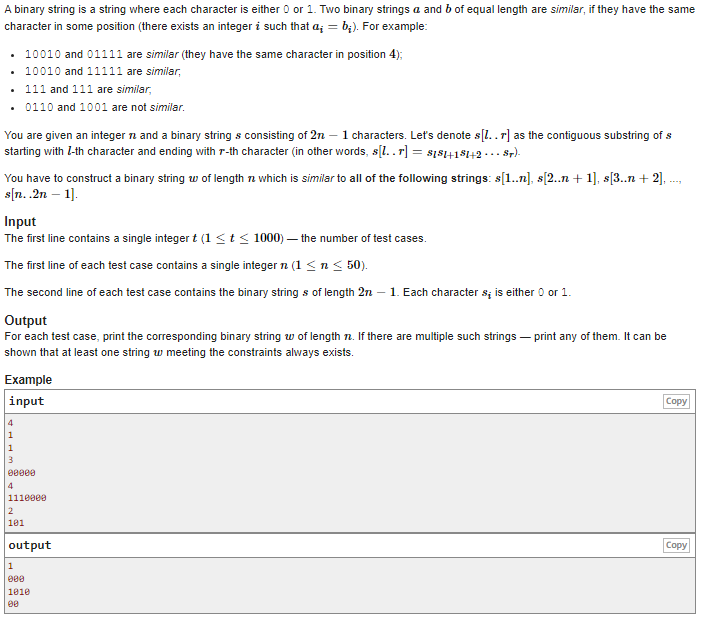 A binary string is a string where each character is either 0 or 1. Two binary strings a and b of equal length are similar, if they have the same
character in some position (there exists an integer i such that a_i = b_i). For example:
• 10010 and 01111 are similar (they have the same character in position 4);
• 10010 and 11111 are similar;
• 111 and 111 are similar;
• 0110 and 1001 are not similar.
You are given an integer n and a binary string s consisting of 2n − 1 characters. Let's denote s[l..r] as the contiguous substring of s
starting with l-th character and ending with r-th character (in other words, s[l..r] = s_l s_{l+1} s_{l+2} ⋯ s_r).
You have to construct a binary string w of length n which is similar to all of the following strings: s[1..n], s[2..n + 1], s[3..n + 2], ...,
s[n..2n − 1].
Input
The first line contains a single integer t (1 ≤ t ≤ 1000) — the number of test cases.
The first line of each test case contains a single integer n (1 ≤ n ≤ 50).
The second line of each test case contains the binary string s of length 2n − 1. Each character s_i is either 0 or 1.
Output
For each test case, print the corresponding binary string w of length n. If there are multiple such strings — print any of them. It can be
shown that at least one string w meeting the constraints always exists.
Example
input Copy
4
1
1
3
00000
4
1110000
2
101
output Copy
1
000
1010
00